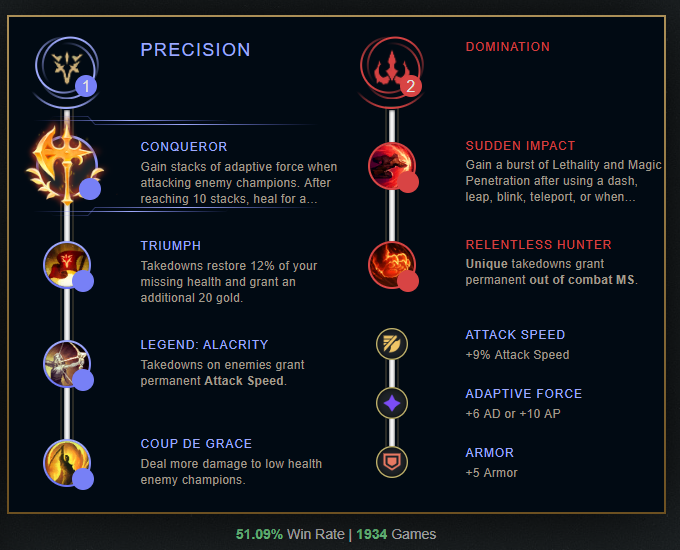 PRECISION
1
CONQUEROR
Gain stacks of adaptive force when
attacking enemy champions. After
reaching 10 stacks, heal for a...
TRIUMPH
Takedowns restore 12% of your
missing health and grant an
additional 20 gold.
LEGEND: ALACRITY
Takedowns on enemies grant
permanent Attack Speed.
COUP DE GRACE
Deal more damage to low health
enemy champions.
DOMINATION
2
SUDDEN IMPACT
Gain a burst of Lethality and Magic
Penetration after using a dash,
leap, blink, teleport, or when...
RELENTLESS HUNTER
Unique takedowns grant
permanent out of combat MS.
ATTACK SPEED
+9% Attack Speed
ADAPTIVE FORCE
+6 AD or +10 AP
ARMOR
+5 Armor
51.09% Win Rate | 1934 Games